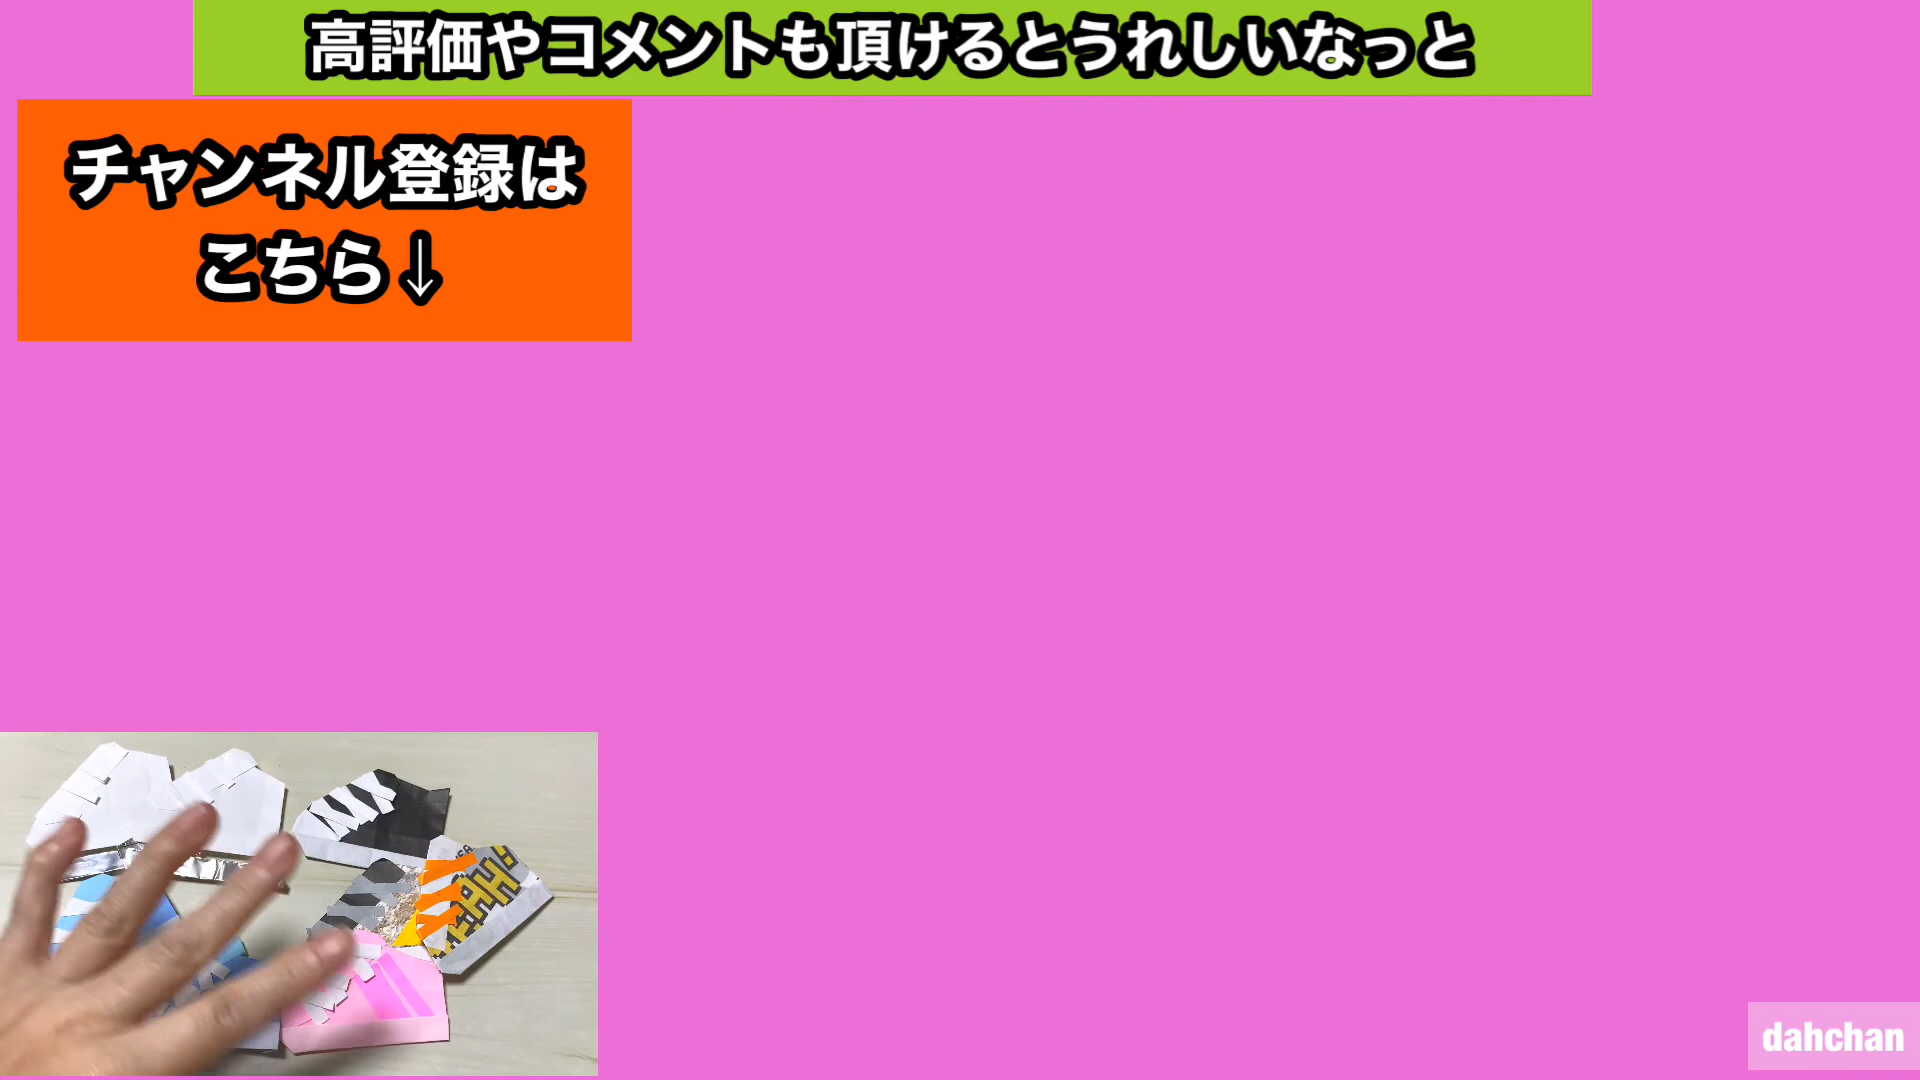 高評価やコメントも頂けるとうれしいなっと
チャンネル登録は
こちら↓
dahchan